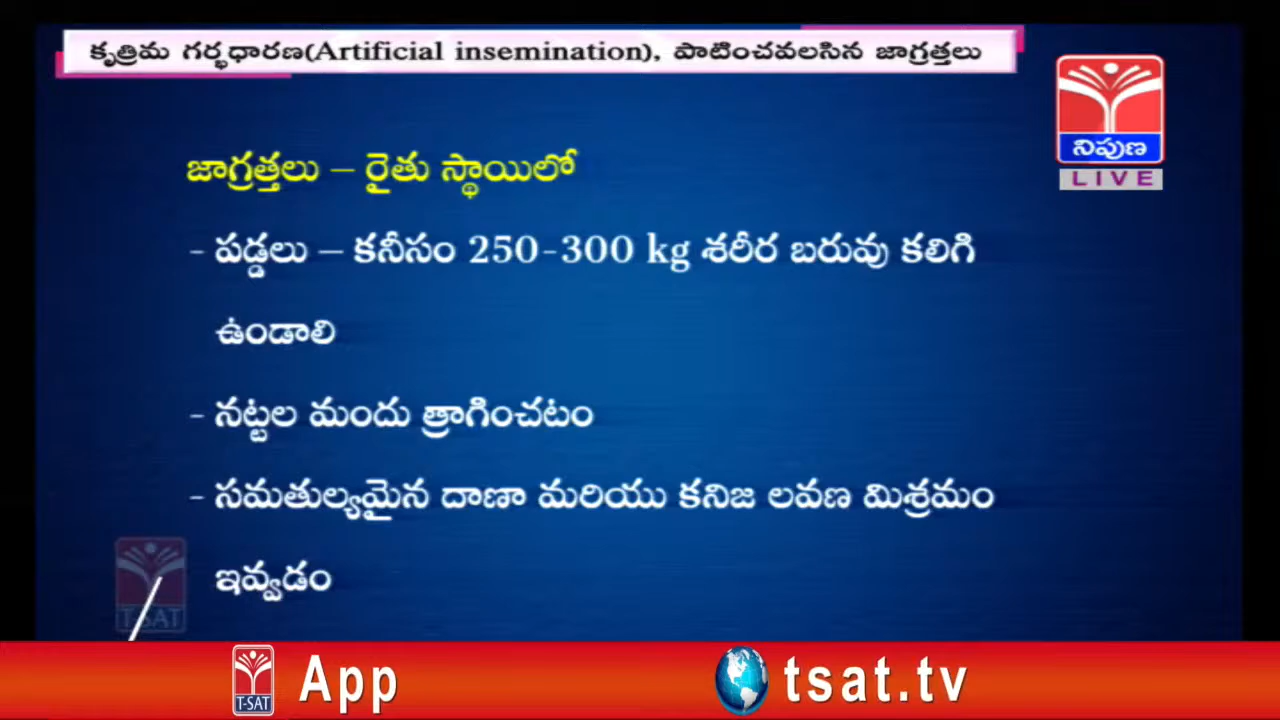 కృత్రిమ గర్భధారణ(Artificial insemination), పాటించవలసిన జాగ్రత్తలు
నిపుణ
LIVE
జాగ్రత్తలు – రైతు స్థాయిలో
- పడ్డలు – కనీసం 250-300 kg శరీర బరువు కలిగి
ఉండాలి
- నట్టల మందు త్రాగించటం
- సమతుల్యమైన దాణా మరియు కనిజ లవణ మిశ్రమం
ఇవ్వడం
T-SAT
T-SAT App
tsat.tv